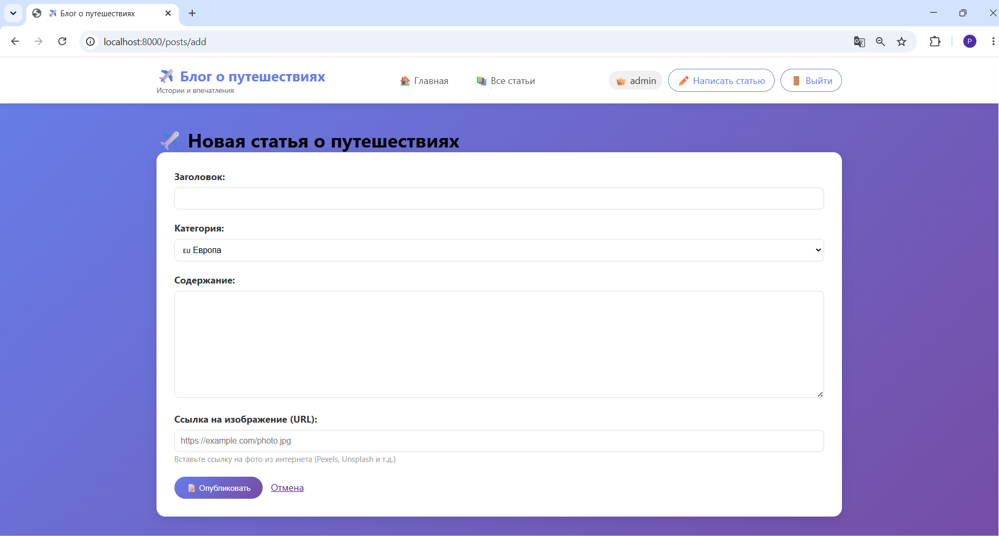 Блог о путешествиях
localhost:8000/posts/add
P
Блог о путешествиях
Истории и впечатления
Главная
Все статьи
admin
Написать статью
Выйти
Новая статья о путешествиях
Заголовок:
Категория:
EU Европа
Содержание:
Ссылка на изображение (URL):
https://example.com/photo.jpg
Вставьте ссылку на фото из интернета (Pexels, Unsplash и т.д.)
Опубликовать
Отмена